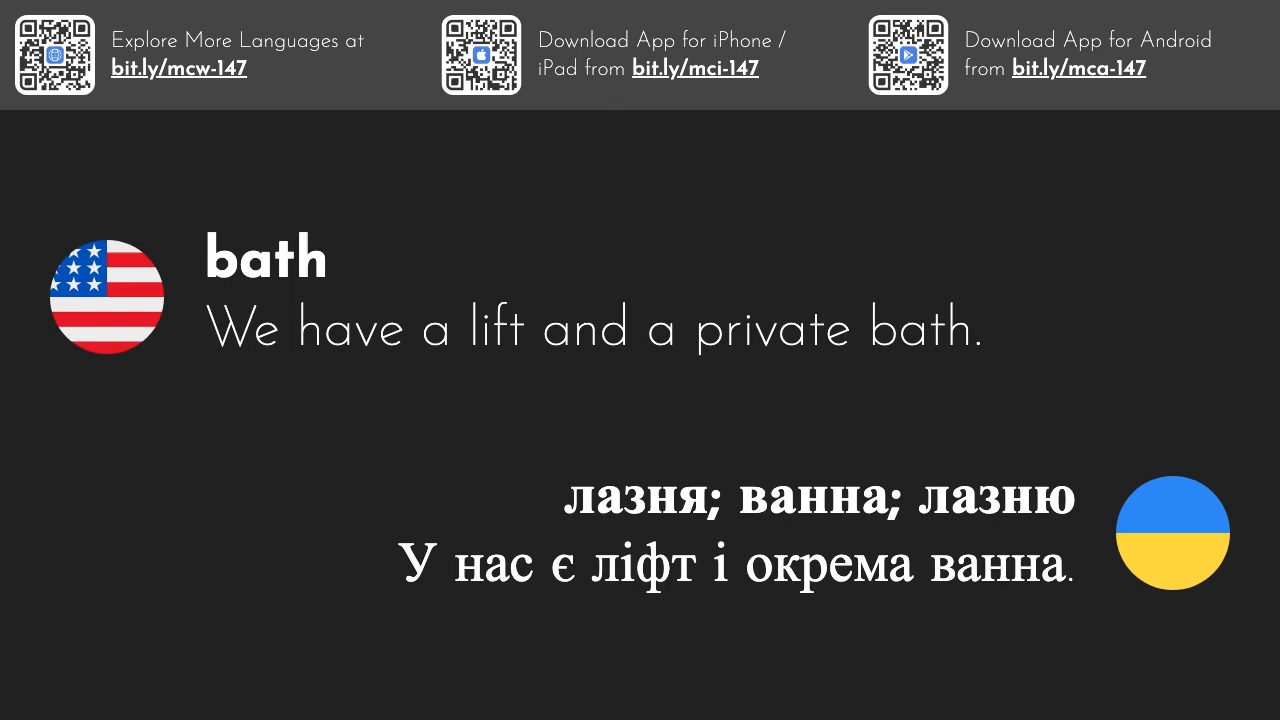 Explore More Languages at
bit.ly/mcw-147
Download App for iPhone /
iPad from bit.ly/mci-147
Download App for Android
from bit.ly/mca-147
bath
We have a lift and a private bath.
лазня; ванна; лазню
У нас є ліфт і окрема ванна.